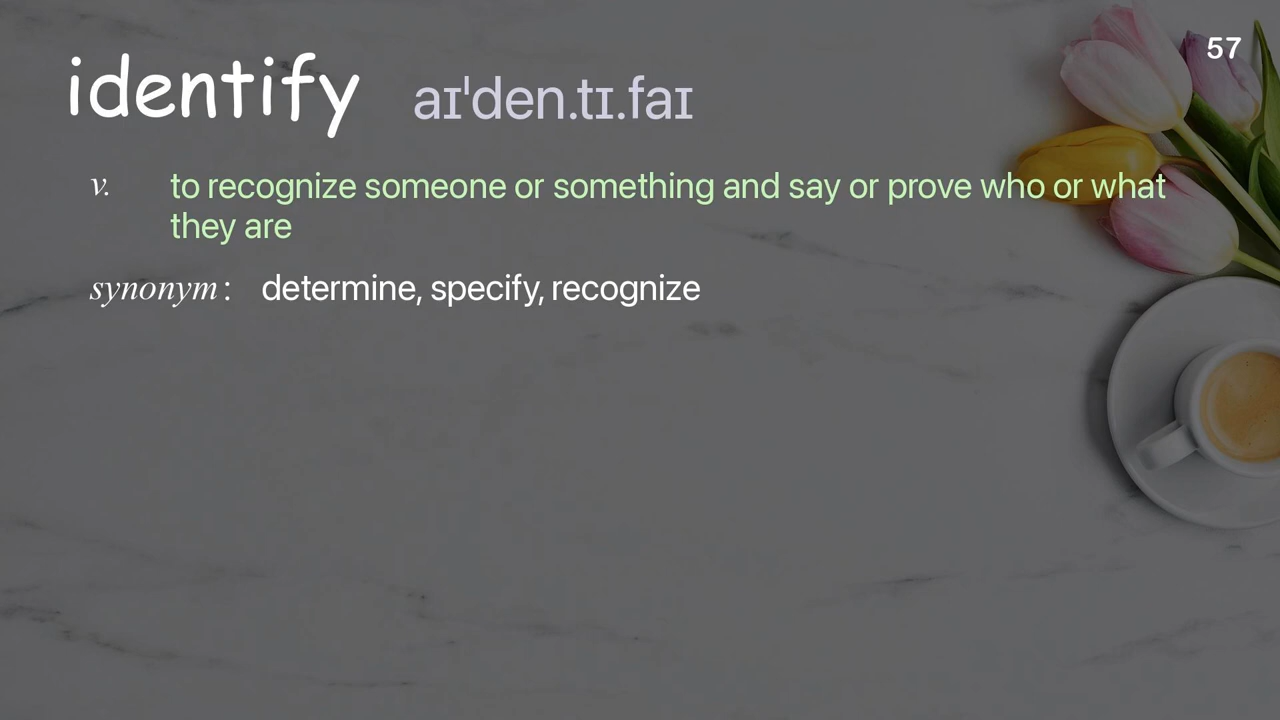 57
identify aɪˈden.tɪ.faɪ
v. to recognize someone or something and say or prove who or what
they are
synonym: determine, specify, recognize